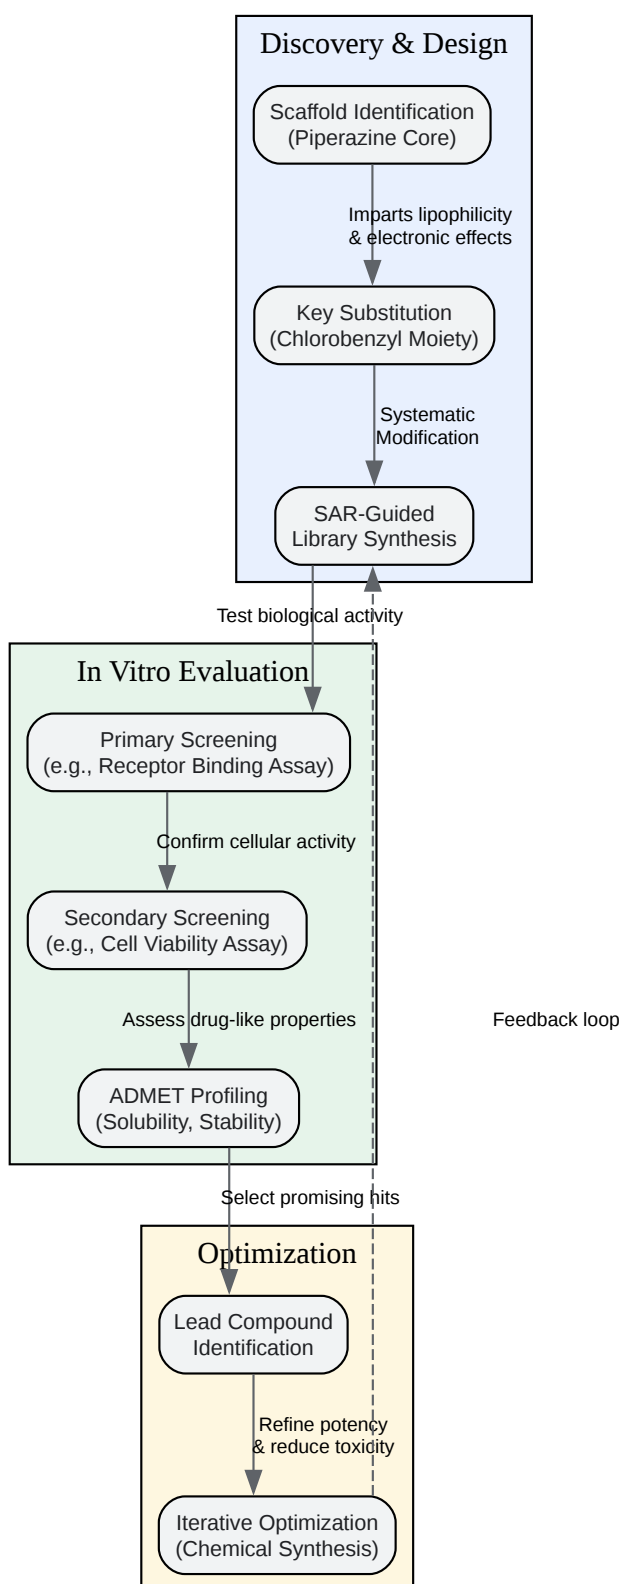 Discovery & Design
Scaffold Identification
(Piperazine Core)
Imparts lipophilicity
& electronic effects
Key Substitution
(Chlorobenzyl Moiety)
Systematic
Modification
SAR-Guided
Library Synthesis
Test biological activity
In Vitro Evaluation
Primary Screening
(e.g., Receptor Binding Assay)
Confirm cellular activity
Secondary Screening
(e.g., Cell Viability Assay)
Assess drug-like properties
Feedback loop
ADMET Profiling
(Solubility, Stability)
Select promising hits
Optimization
Lead Compound
Identification
Refine potency
& reduce toxicity
Iterative Optimization
(Chemical Synthesis)